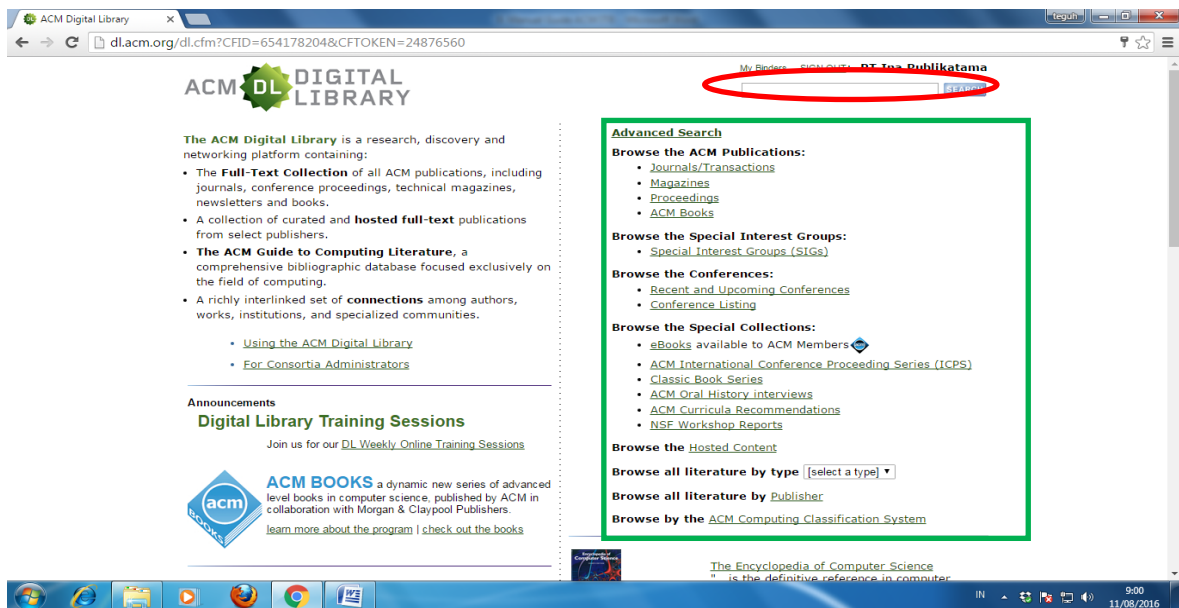 ACM Digital Library
teguh
dl.acm.org/dl.cfm?CFID=654178204&CFTOKEN=24876560
ACM DL DIGITAL
LIBRARY
My Binders SIGN OUT: PT Ina Publikatama
SEARCH
The ACM Digital Library is a research, discovery and
networking platform containing:
• The Full-Text Collection of all ACM publications, including
journals, conference proceedings, technical magazines,
newsletters and books.
• A collection of curated and hosted full-text publications
from select publishers.
• The ACM Guide to Computing Literature, a
comprehensive bibliographic database focused exclusively on
the field of computing.
• A richly interlinked set of connections among authors,
works, institutions, and specialized communities.
• Using the ACM Digital Library
• For Consortia Administrators
Announcements
Digital Library Training Sessions
Join us for our DL Weekly Online Training Sessions
acm
BOOKS
ACM BOOKS a dynamic new series of advanced
level books in computer science, published by ACM in
collaboration with Morgan & Claypool Publishers.
learn more about the program | check out the books
Advanced Search
Browse the ACM Publications:
• Journals/Transactions
• Magazines
• Proceedings
• ACM Books
Browse the Special Interest Groups:
• Special Interest Groups (SIGs)
Browse the Conferences:
• Recent and Upcoming Conferences
• Conference Listing
Browse the Special Collections:
• eBooks available to ACM Members
• ACM International Conference Proceeding Series (ICPS)
• Classic Book Series
• ACM Oral History interviews
• ACM Curricula Recommendations
• NSF Workshop Reports
Browse the Hosted Content
Browse all literature by type [select a type]
Browse all literature by Publisher
Browse by the ACM Computing Classification System
Encyclopedia of
Computer Science
The Encyclopedia of Computer Science
" is the definitive reference in computer
IN
9:00
11/08/2016